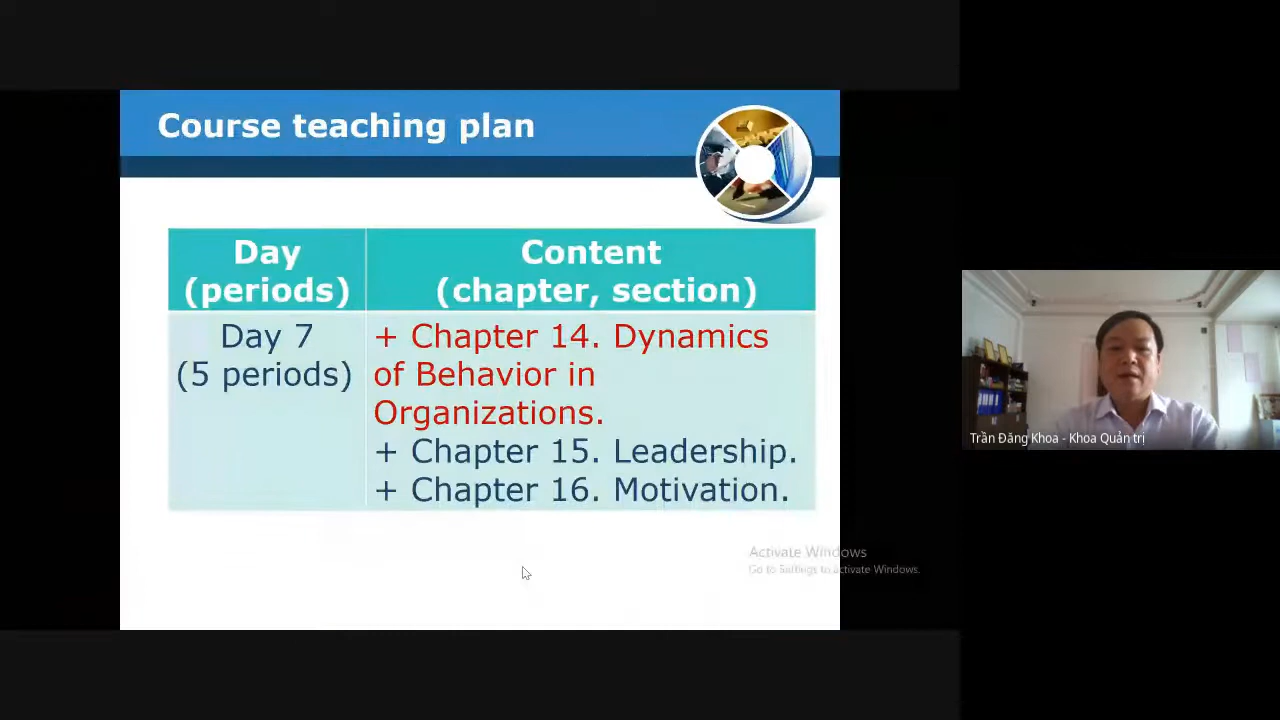 Course teaching plan
Day
(periods)
Content
(chapter, section)
Day 7
(5 periods)
+ Chapter 14. Dynamics
of Behavior in
Organizations.
+ Chapter 15. Leadership.
+ Chapter 16. Motivation.
Activate Windows
Go to Settings to activate Windows.
Trần Đăng Khoa - Khoa Quản trị